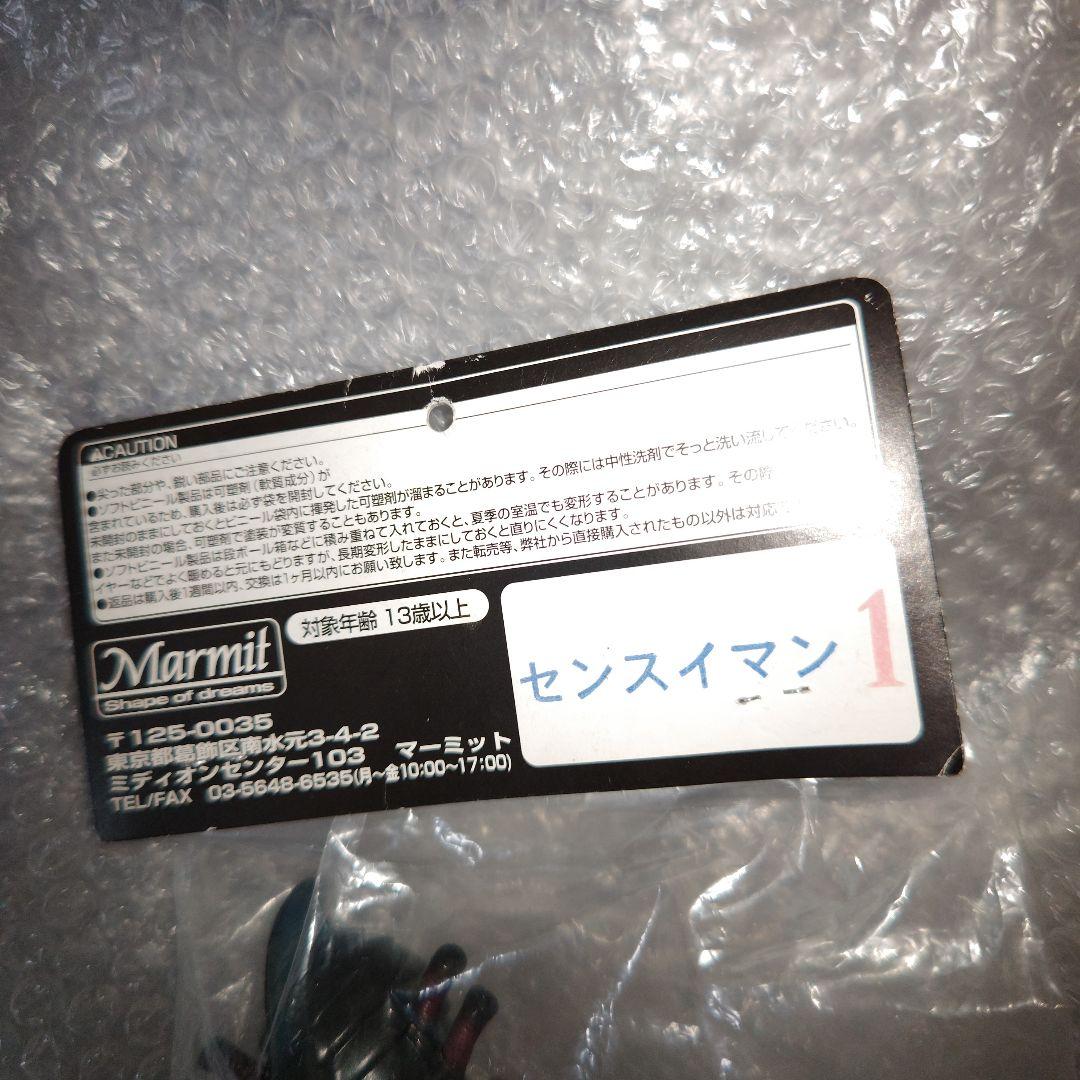 CAUTION
必ずお読みください
●尖った部分や、鋭い部品にご注意ください。
●ソフトビニール製品は可塑剤(軟質成分)が
含まれているため、購入後は必ず袋を開封してください。
未開封のままにしておくとビニール袋内に揮発した可塑剤が溜まることがあります。その際には中性洗剤でそっと洗い流してください。
また未開封の場合、可塑剤で塗装が変質することもあります。
●ソフトビニール製品は段ボール箱などに積み重ねて入れておくと、夏季の室温でも変形することがあります。その際
イヤーなどでよく暖めると元にもどりますが、長期変形したままにしておくと直りにくくなります。
●返品は購入後1週間以内、交換は1ヶ月以内にお願い致します。また転売等、弊社から直接購入されたもの以外は対応
対象年齢 13歳以上
Marmit
Shape of dreams
〒125-0035
東京都葛飾区南水元3-4-2
ミディオンセンター103 マーミット
TEL/FAX 03-5648-6535(月〜金10:00〜17:00)
センスイマン 1